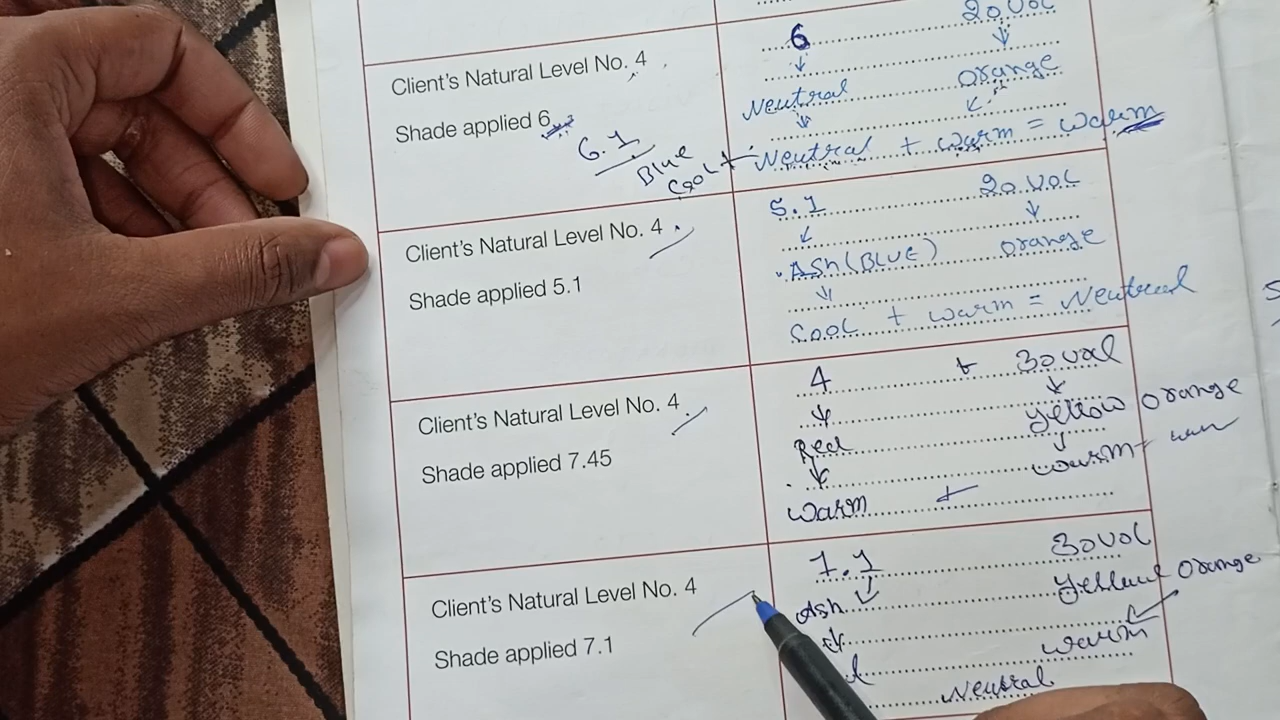 20 vol
Client's Natural Level No. 4
6
Shade applied 6
Neutral orange
6.1
Blue
Cool + Neutral + warm = warm
Client's Natural Level No. 4
5.1 20 vol
Shade applied 5.1
Ash (BLUE) orange
Cool + warm = Neutral
Client's Natural Level No. 4
4 + 30 vol
Shade applied 7.45
Red Yellow orange
warm
warm +
Client's Natural Level No. 4
7.1 30 vol
Shade applied 7.1
Ash Yellow orange
warm
Neutral